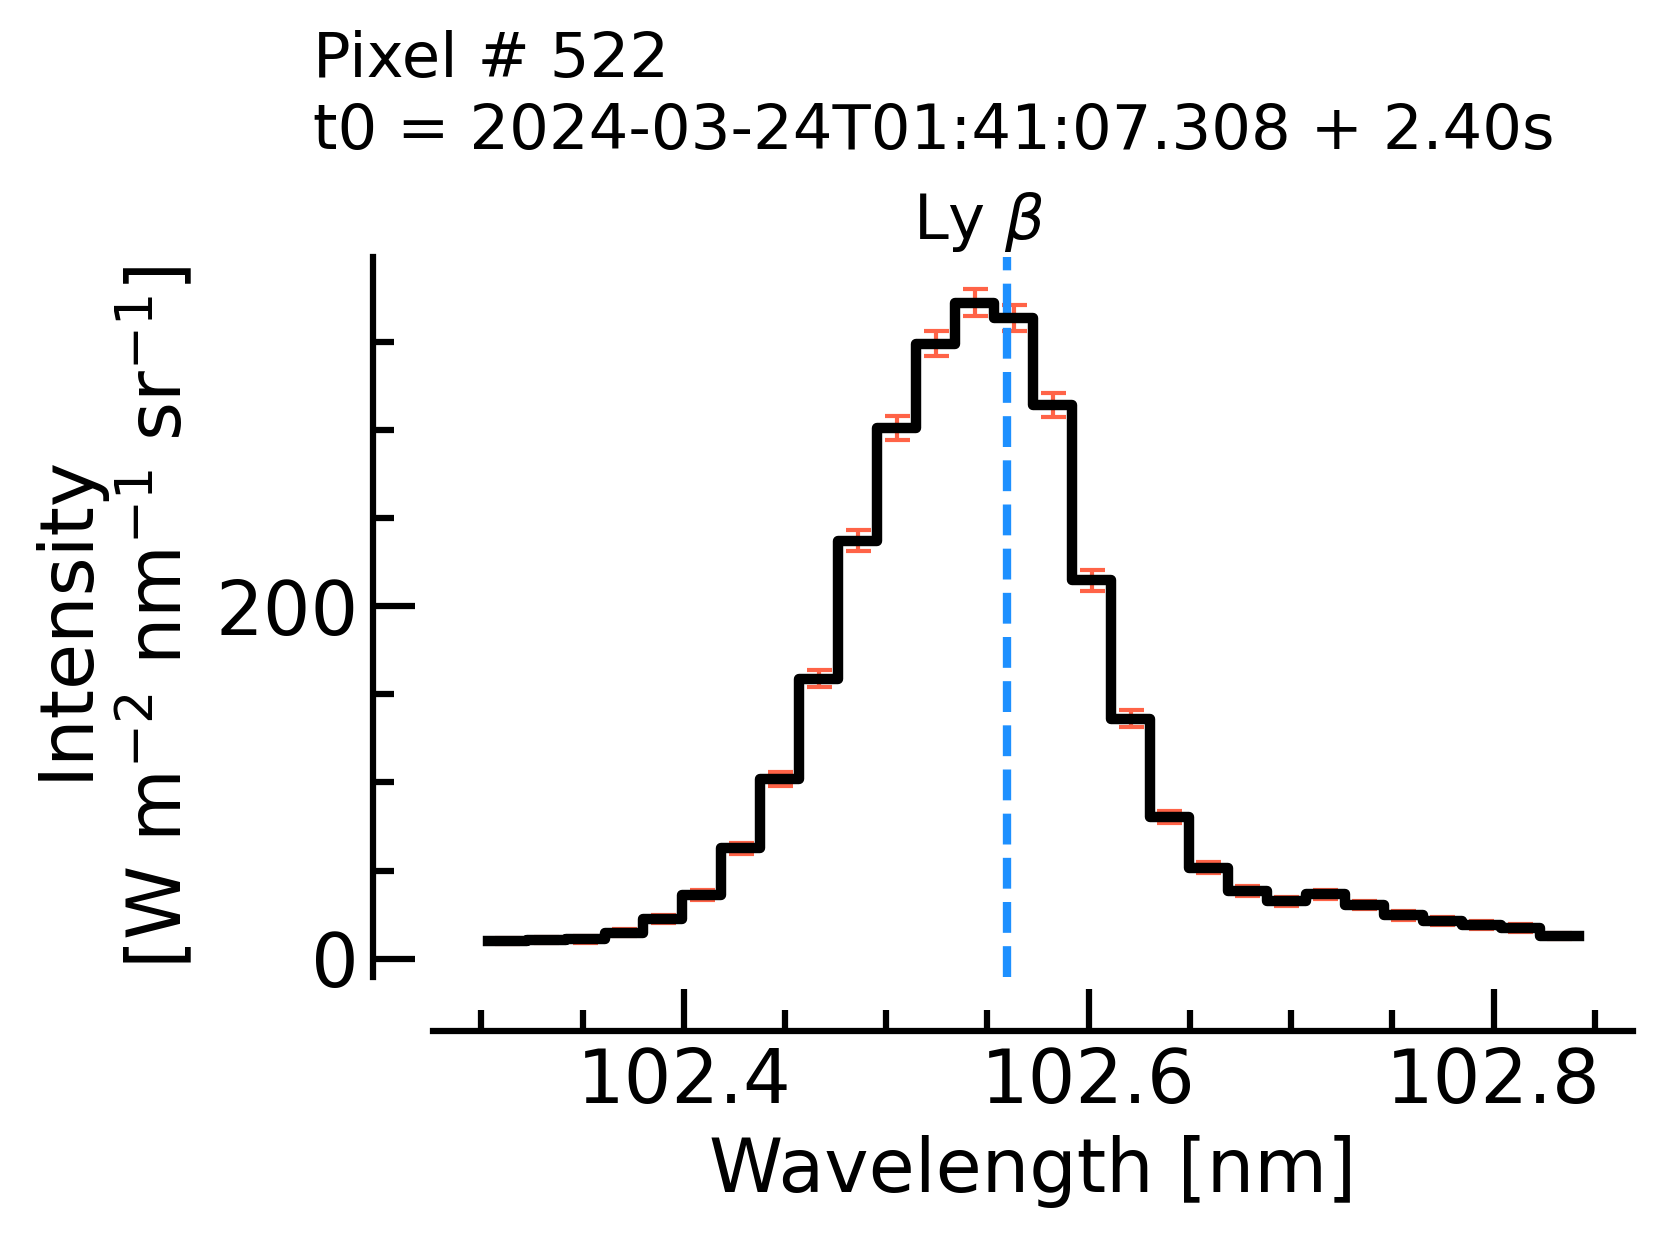 Pixel # 522
t0 = 2024-03-24T01:41:07.308 + 2.40s
Ly β
Intensity
[W m⁻² nm⁻¹ sr⁻¹]
200
0
102.4 102.6 102.8
Wavelength [nm]